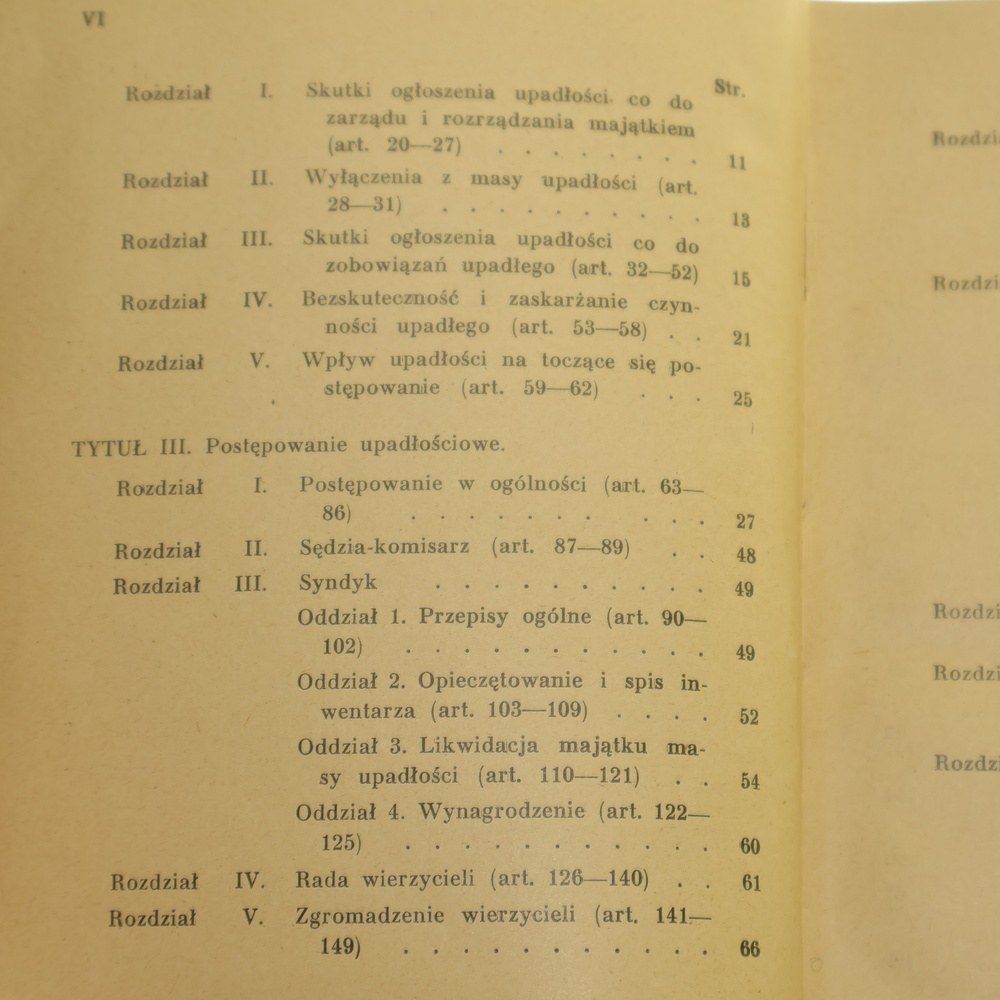 VI
Str.
Rozdział I. Skutki ogłoszenia upadłości co do
zarządu i rozrządzania majątkiem
(art. 20—27) . . . . . . . . 11
Rozdział II. Wyłączenia z masy upadłości (art.
28—31) . . . . . . . . . . 13
Rozdział III. Skutki ogłoszenia upadłości co do
zobowiązań upadłego (art. 32—52) 15
Rozdział IV. Bezskuteczność i zaskarżanie czyn-
ności upadłego (art. 53—58) . . 21
Rozdział V. Wpływ upadłości na toczące się po-
stępowanie (art. 59—62) . . . 25
TYTUŁ III. Postępowanie upadłościowe.
Rozdział I. Postępowanie w ogólności (art. 63—
86) . . . . . . . . . . 27
Rozdział II. Sędzia-komisarz (art. 87—89) . . 48
Rozdział III. Syndyk . . . . . . . . . . 49
Oddział 1. Przepisy ogólne (art. 90—
102) . . . . . . . . . . . 49
Oddział 2. Opieczętowanie i spis in-
wentarza (art. 103—109) . . . . 52
Oddział 3. Likwidacja majątku ma-
sy upadłości (art. 110—121) . . 54
Oddział 4. Wynagrodzenie (art. 122—
125) . . . . . . . . . . . 60
Rozdział IV. Rada wierzycieli (art. 126—140) . . 61
Rozdział V. Zgromadzenie wierzycieli (art. 141—
149) . . . . . . . . . . . 66
Rozdzi
Rozdzi
Rozdzi
Rozdzi
Rozdzi